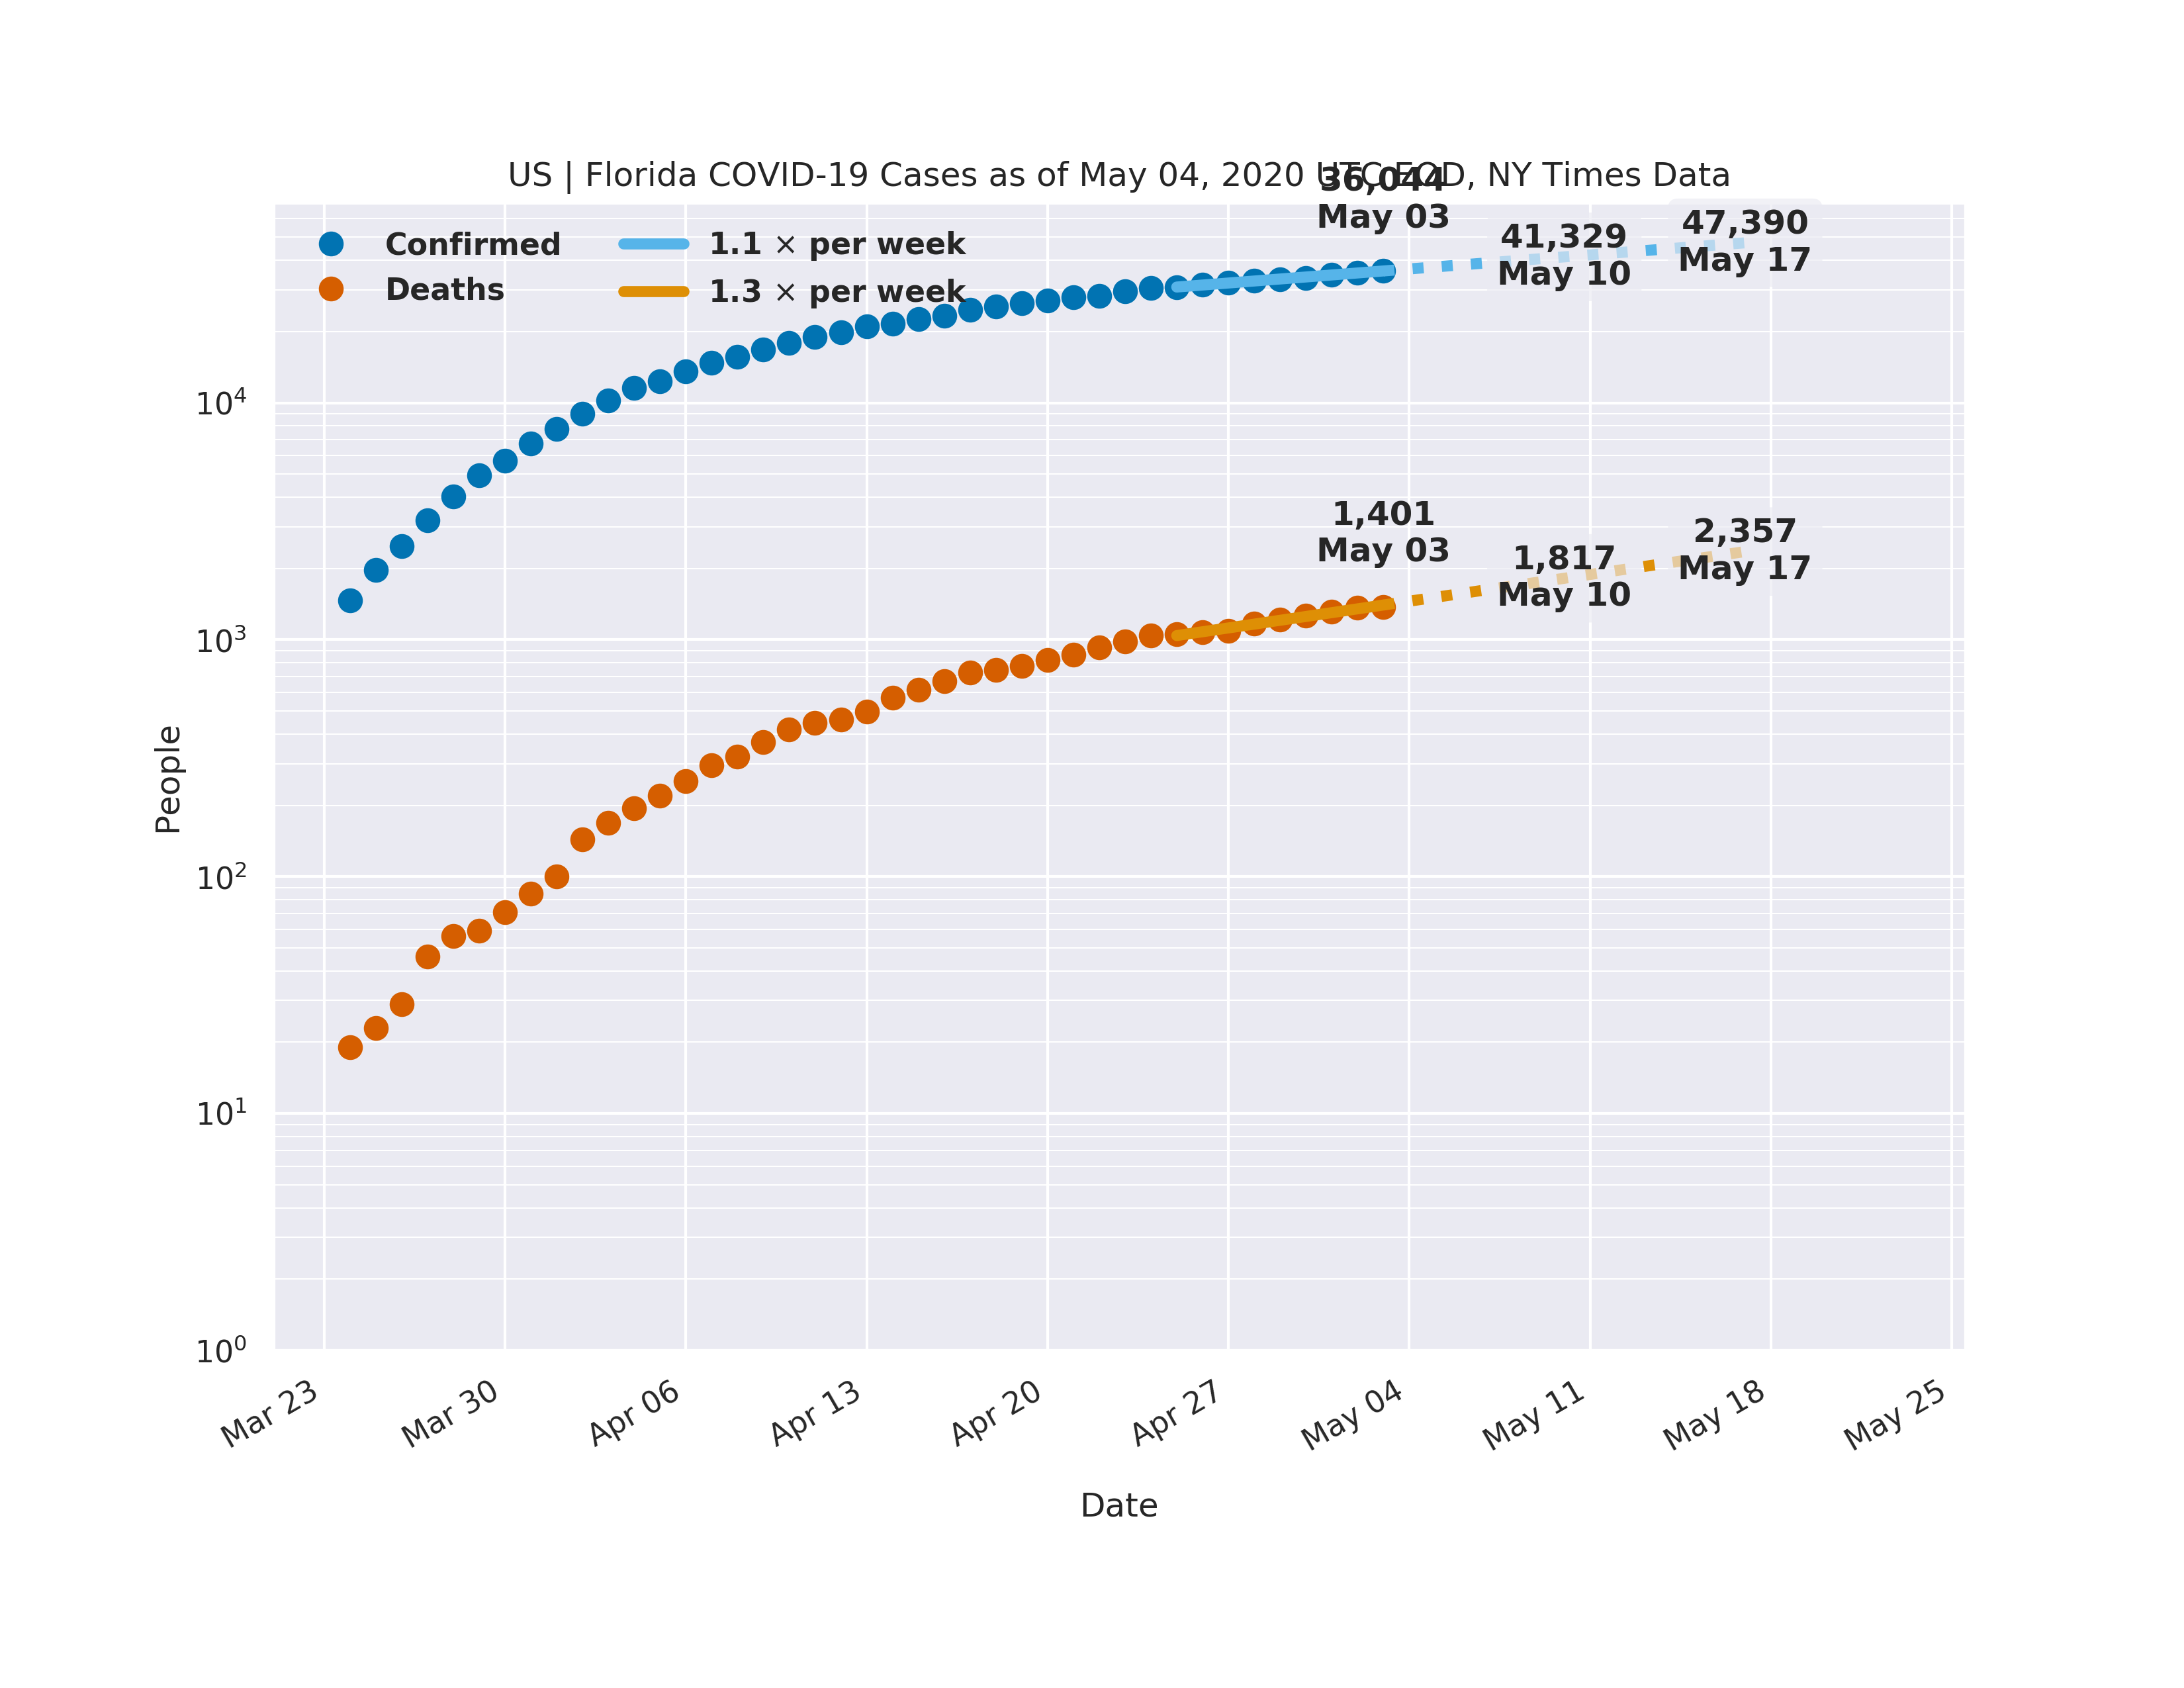 US | Florida COVID-19 Cases as of May 04, 2020 UTC EOD, NY Times Data
36,044
May 03
41,329
May 10
47,390
May 17
Confirmed
Deaths
1.1 × per week
1.3 × per week
1,401
May 03
1,817
May 10
2,357
May 17
People
10⁴
10³
10²
10¹
10⁰
Mar 23
Mar 30
Apr 06
Apr 13
Apr 20
Apr 27
May 04
May 11
May 18
May 25
Date